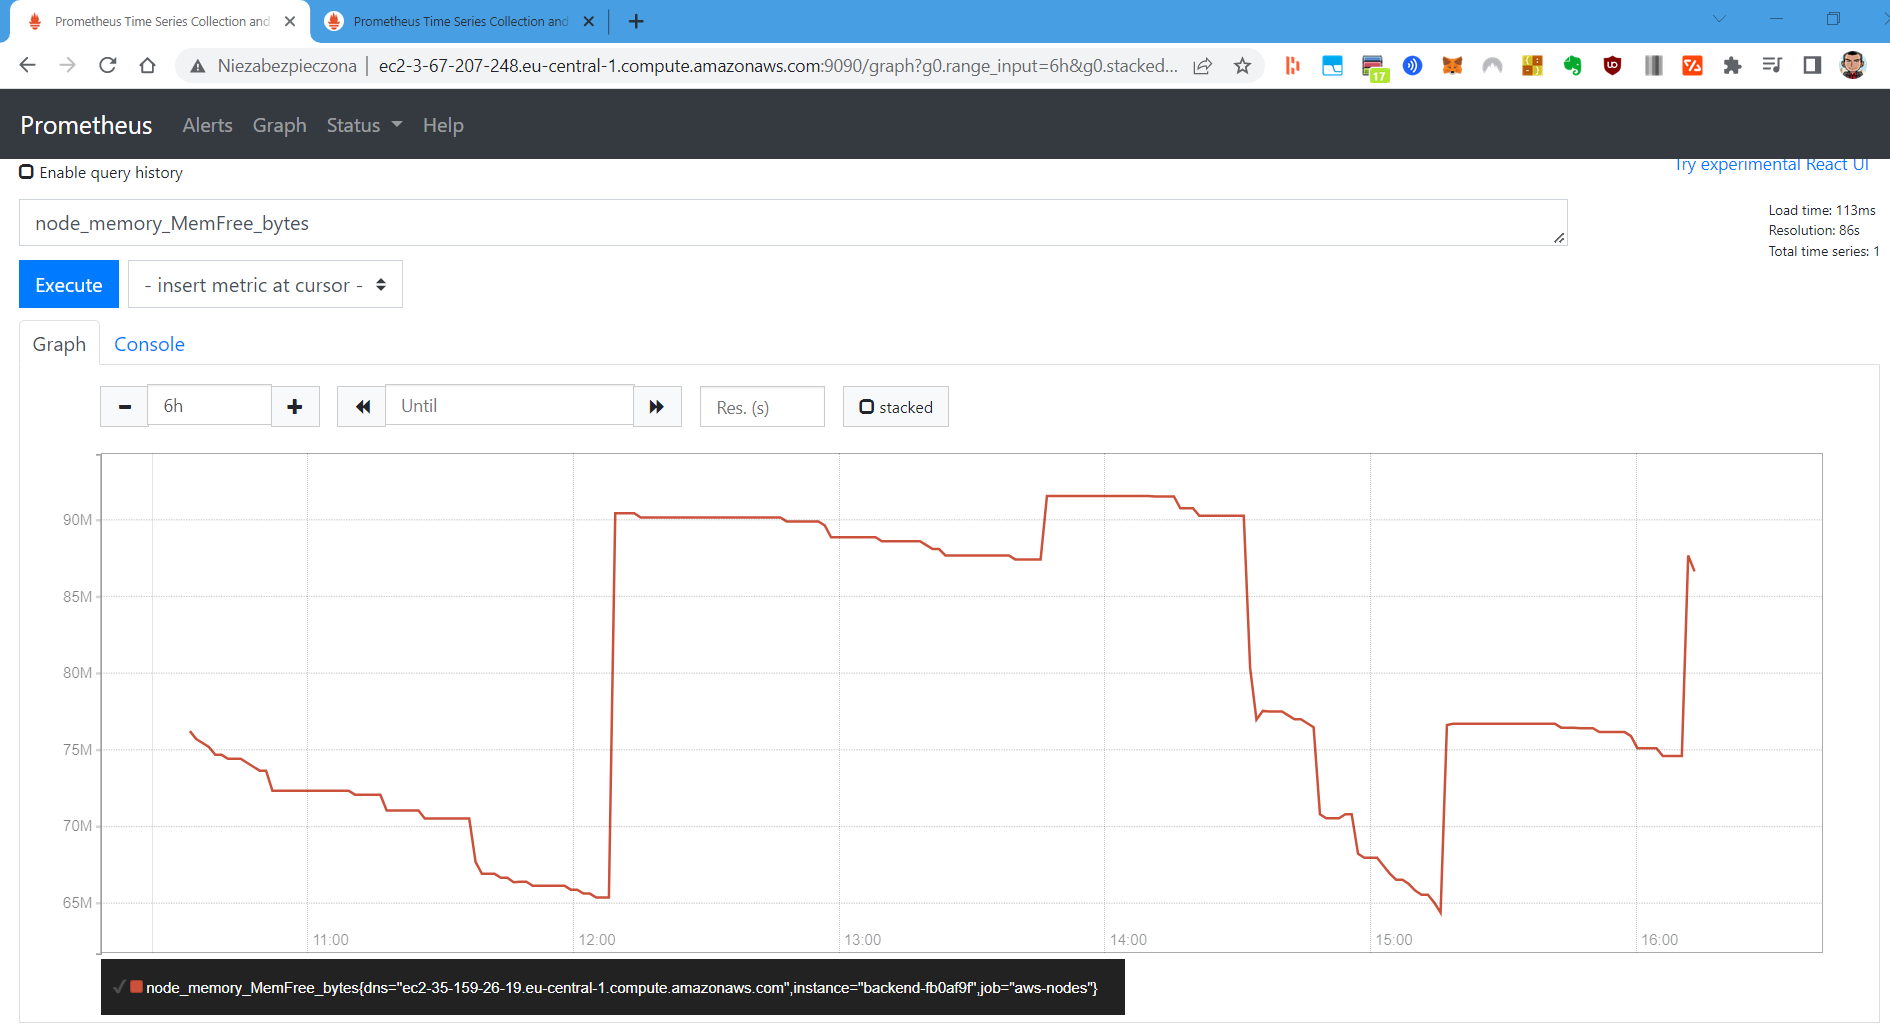 Prometheus Time Series Collection and
Prometheus Time Series Collection and
Niezabezpieczona | ec2-3-67-207-248.eu-central-1.compute.amazonaws.com:9090/graph?g0.range_input=6h&g0.stacked...
17
Prometheus Alerts Graph Status Help
Try experimental React UI
Enable query history
node_memory_MemFree_bytes
Load time: 113ms
Resolution: 86s
Total time series: 1
Execute - insert metric at cursor -
Graph Console
6h Until Res. (s) stacked
90M
85M
80M
75M
70M
65M
11:00 12:00 13:00 14:00 15:00 16:00
node_memory_MemFree_bytes{dns="ec2-35-159-26-19.eu-central-1.compute.amazonaws.com",instance="backend-fb0af9f",job="aws-nodes"}